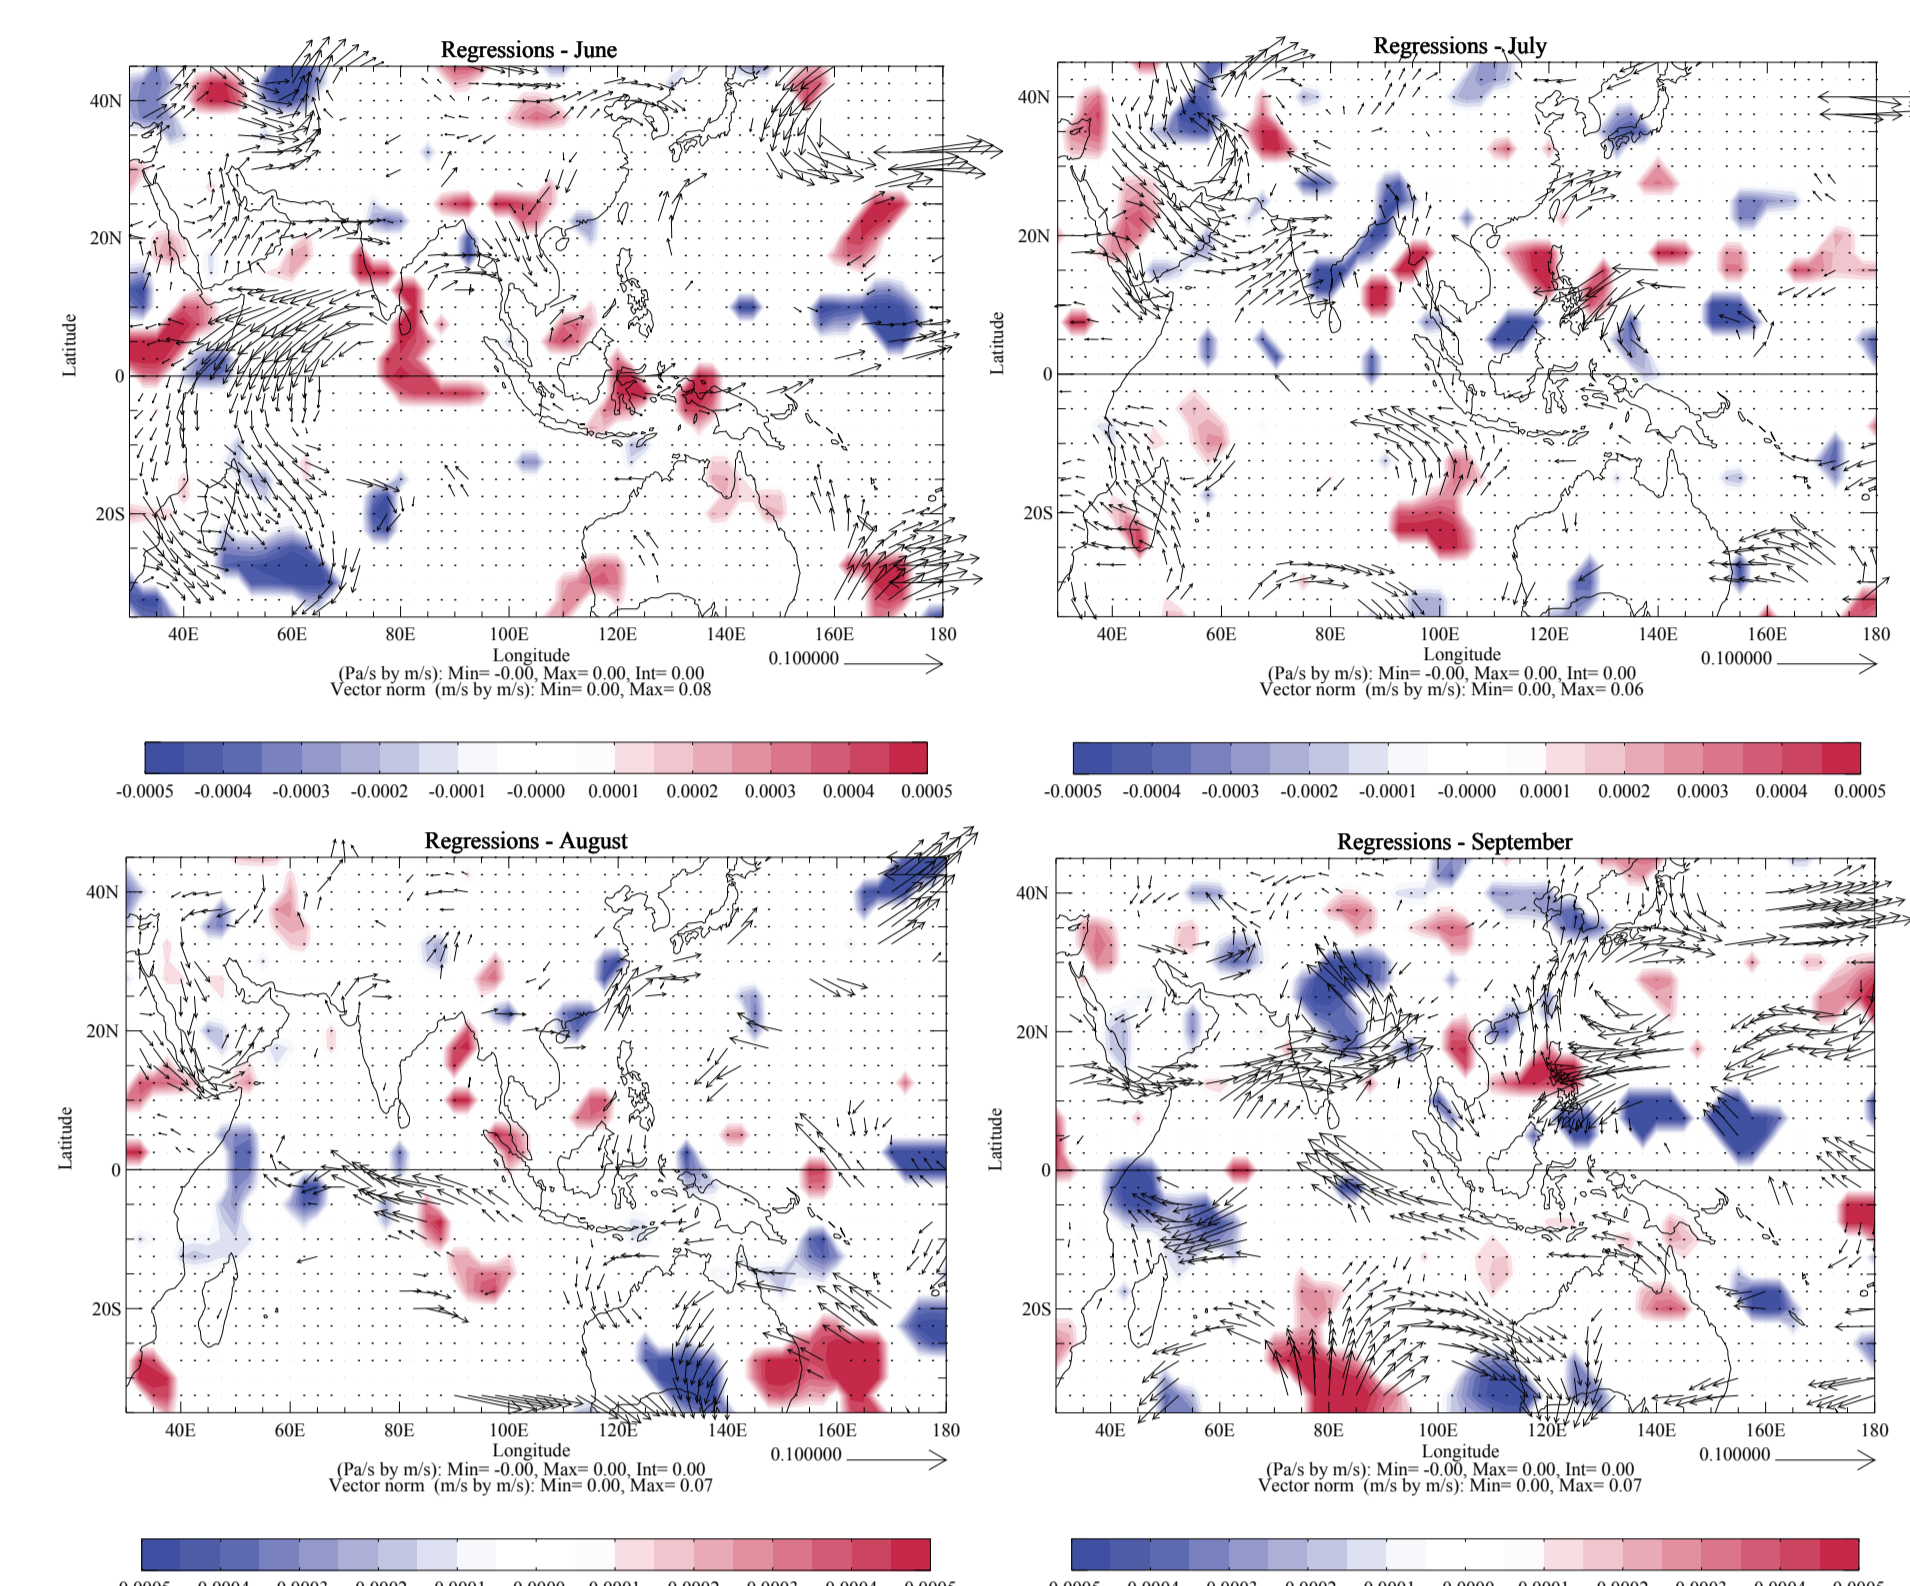 Regressions - June
Latitude
40N
20N
0
20S
40E 60E 80E 100E 120E 140E 160E 180
Longitude
0.100000
(Pa/s by m/s): Min= -0.00, Max= 0.00, Int= 0.00
Vector norm (m/s by m/s): Min= 0.00, Max= 0.08
-0.0005 -0.0004 -0.0003 -0.0002 -0.0001 -0.0000 0.0001 0.0002 0.0003 0.0004 0.0005
Regressions - July
Latitude
40N
20N
0
20S
40E 60E 80E 100E 120E 140E 160E 180
Longitude
0.100000
(Pa/s by m/s): Min= -0.00, Max= 0.00, Int= 0.00
Vector norm (m/s by m/s): Min= 0.00, Max= 0.06
-0.0005 -0.0004 -0.0003 -0.0002 -0.0001 -0.0000 0.0001 0.0002 0.0003 0.0004 0.0005
Regressions - August
Latitude
40N
20N
0
20S
40E 60E 80E 100E 120E 140E 160E 180
Longitude
0.100000
(Pa/s by m/s): Min= -0.00, Max= 0.00, Int= 0.00
Vector norm (m/s by m/s): Min= 0.00, Max= 0.07
Regressions - September
Latitude
40N
20N
0
20S
40E 60E 80E 100E 120E 140E 160E 180
Longitude
0.100000
(Pa/s by m/s): Min= -0.00, Max= 0.00, Int= 0.00
Vector norm (m/s by m/s): Min= 0.00, Max= 0.07